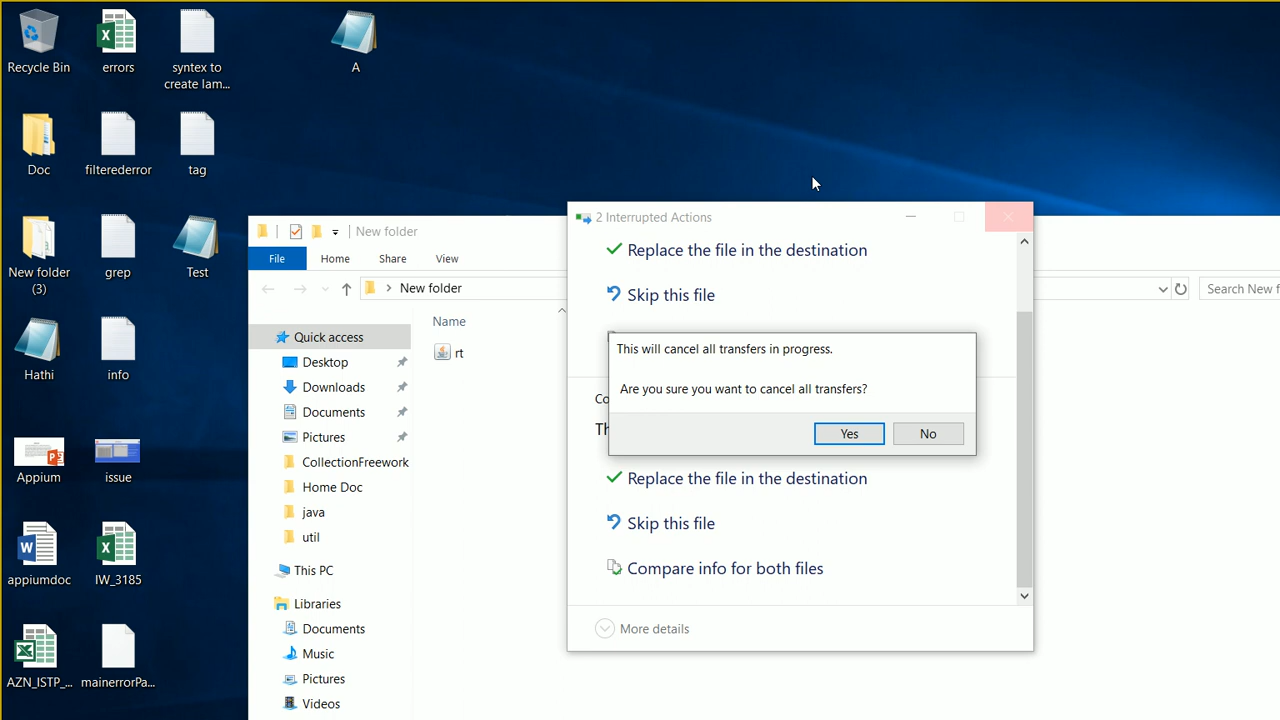 Recycle Bin
errors
syntex to
create lam...
A
Doc
filterederror
tag
New folder
(3)
grep
Test
Hathi
info
Appium
issue
appiumdoc
IW_3185
AZN_ISTP_...
mainerrorPa...
New folder
File
Home
Share
View
New folder
Search New f
Quick access
Desktop
Downloads
Documents
Pictures
CollectionFreework
Home Doc
java
util
This PC
Libraries
Documents
Music
Pictures
Videos
Name
rt
2 Interrupted Actions
Replace the file in the destination
Skip this file
Co
Th
This will cancel all transfers in progress.
Are you sure you want to cancel all transfers?
Yes
No
Replace the file in the destination
Skip this file
Compare info for both files
More details